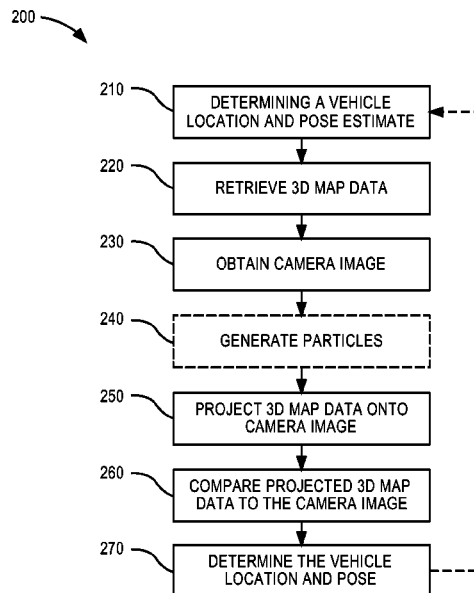 200
210
DETERMINING A VEHICLE
LOCATION AND POSE ESTIMATE
220
RETRIEVE 3D MAP DATA
230
OBTAIN CAMERA IMAGE
240
GENERATE PARTICLES
250
PROJECT 3D MAP DATA ONTO
CAMERA IMAGE
260
COMPARE PROJECTED 3D MAP
DATA TO THE CAMERA IMAGE
270
DETERMINE THE VEHICLE
LOCATION AND POSE